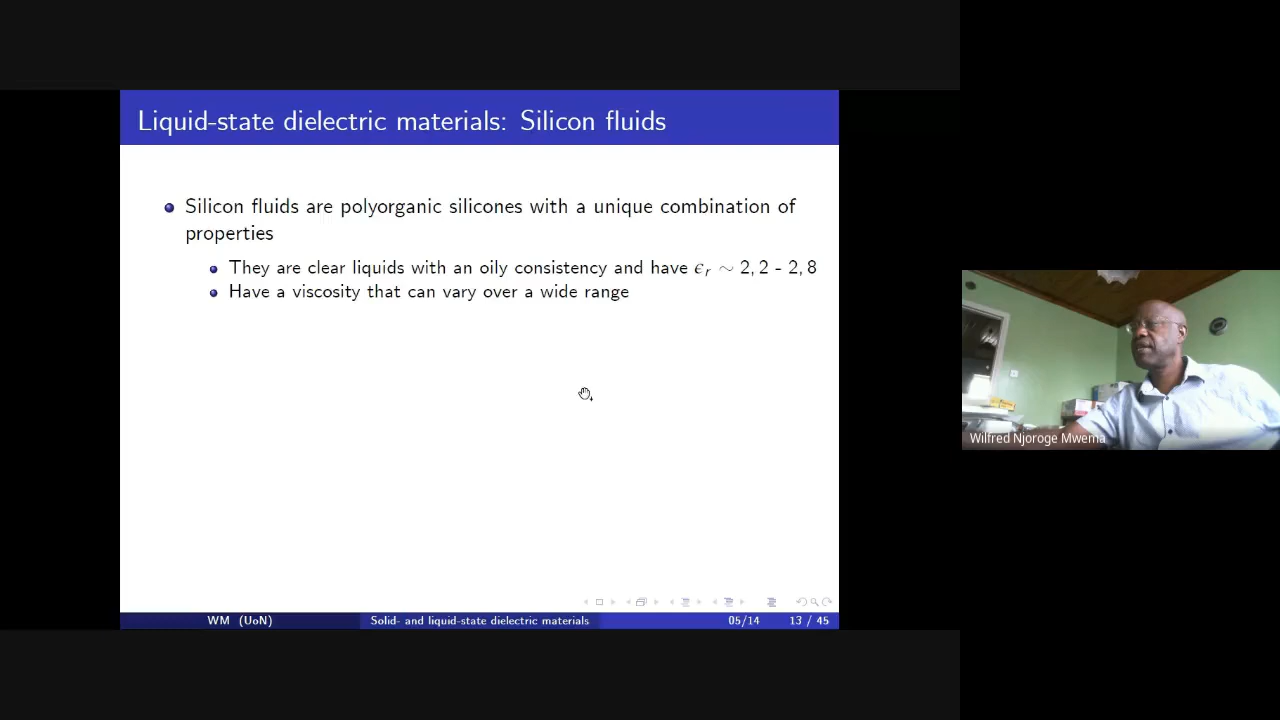 Liquid-state dielectric materials: Silicon fluids
Silicon fluids are polyorganic silicones with a unique combination of
properties
They are clear liquids with an oily consistency and have ϵr ∼ 2, 2 - 2, 8
Have a viscosity that can vary over a wide range
Wilfred Njoroge Mwema
WM (UoN)
Solid- and liquid-state dielectric materials
05/14
13 / 45